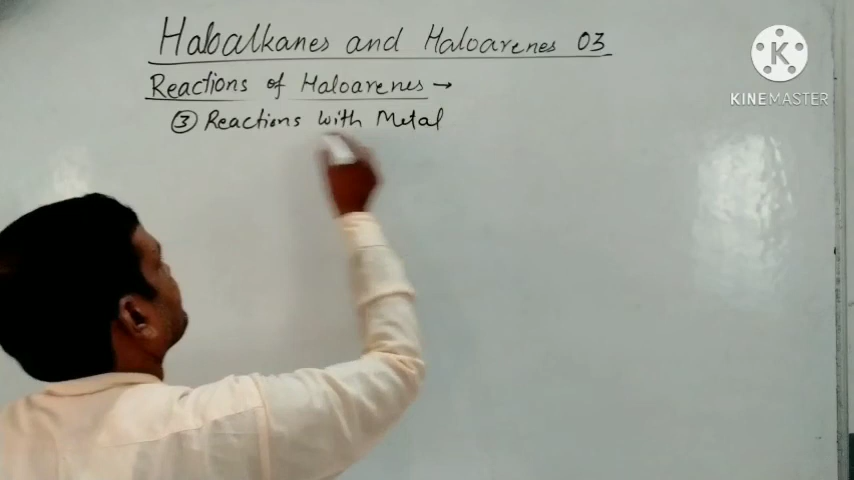 Haloalkanes and Haloarenes 03
Reactions of Haloarenes →
③ Reactions with Metal
K
KINEMASTER